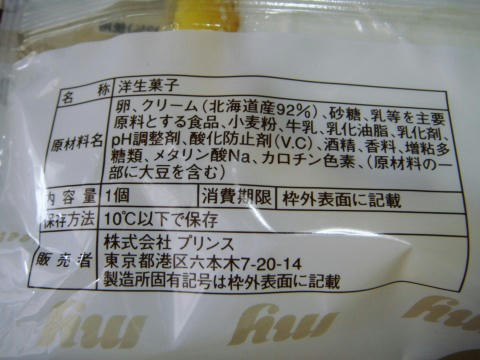 名称 洋生菓子
原材料名 卵、クリーム(北海道産92%)、砂糖、乳等を主要
原料とする食品、小麦粉、牛乳、乳化油脂、乳化剤、
pH調整剤、酸化防止剤(V.C)、酒精、香料、増粘多
糖類、メタリン酸Na、カロチン色素、(原材料の一
部に大豆を含む)
内容量 1個 消費期限 枠外表面に記載
保存方法 10℃以下で保存
販売者 株式会社 プリンス
東京都港区六本木7-20-14
製造所固有記号は枠外表面に記載